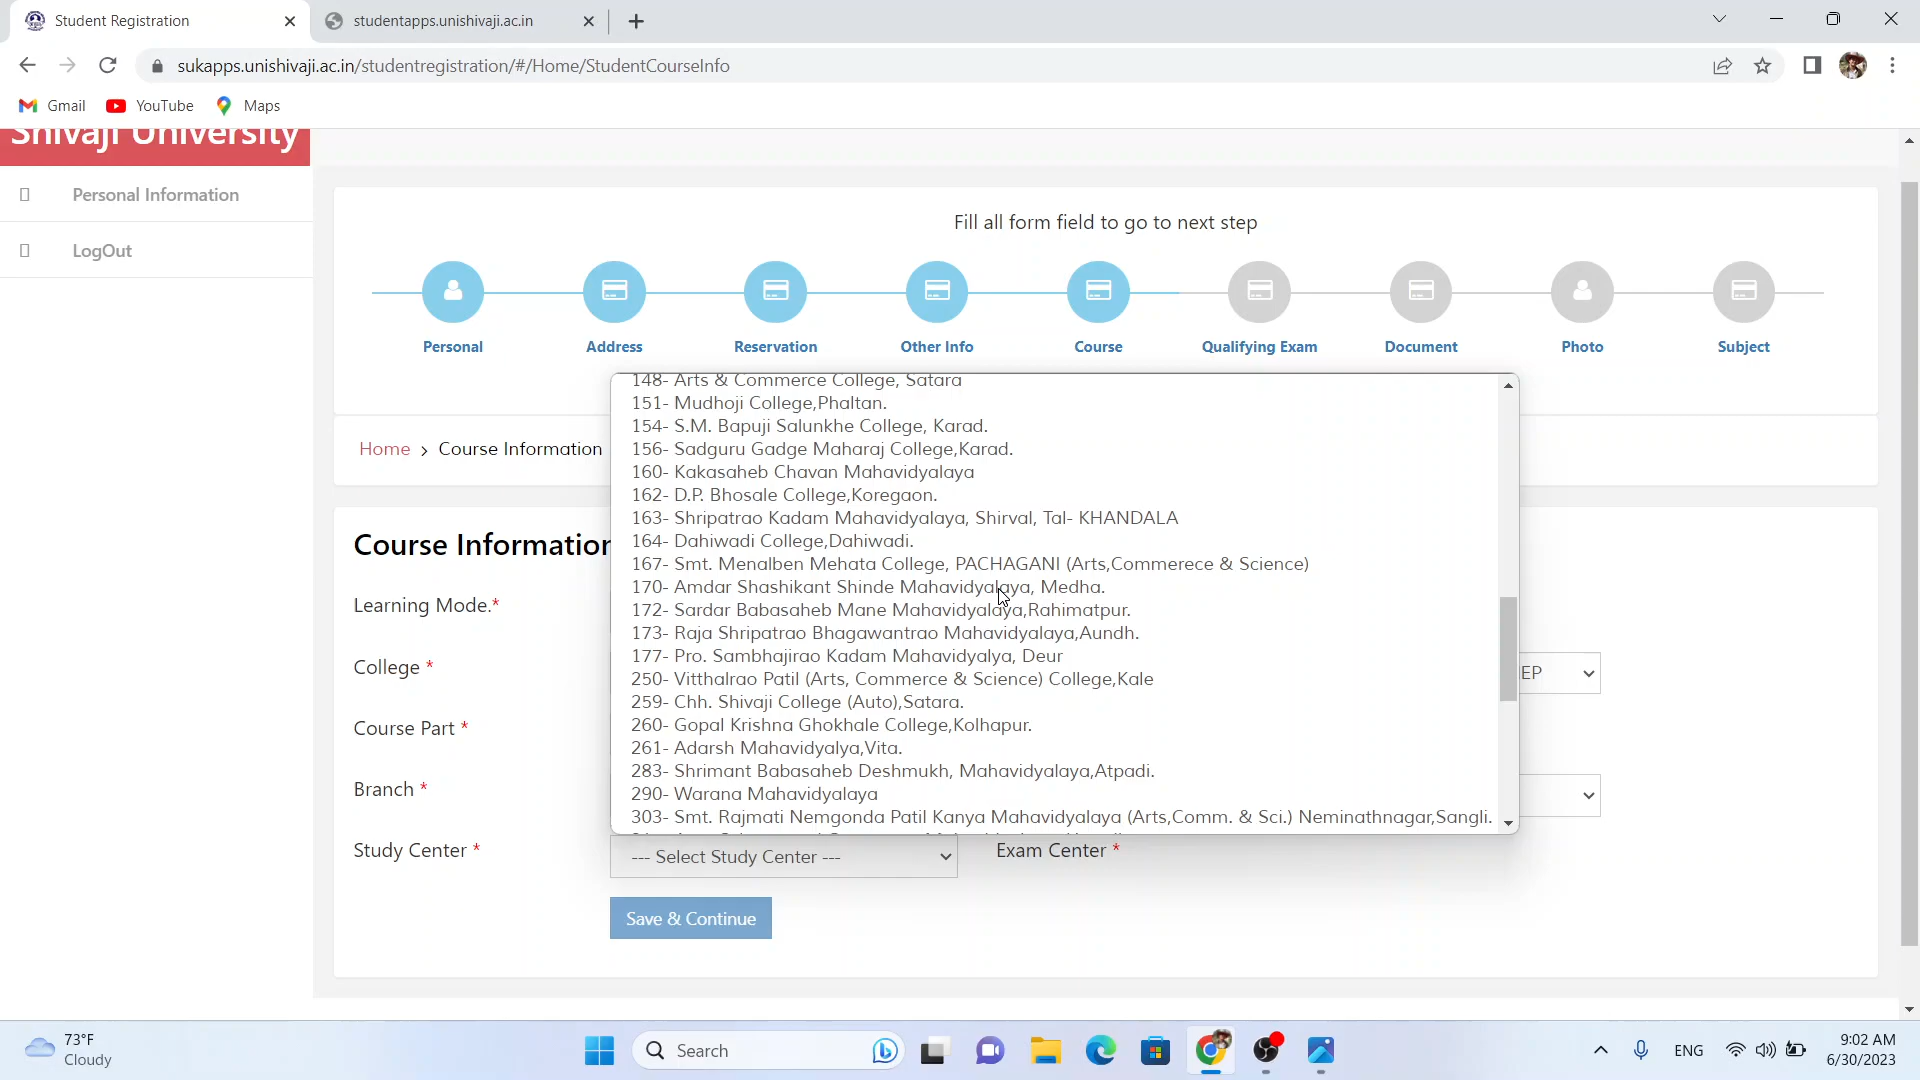 Student Registration
studentapps.unishivaji.ac.in
sukapps.unishivaji.ac.in/studentregistration/#/Home/StudentCourseInfo
Gmail
YouTube
Maps
Shivaji University
Personal Information
LogOut
Fill all form field to go to next step
Personal
Address
Reservation
Other Info
Course
Qualifying Exam
Document
Photo
Subject
Home > Course Information
Course Information
Learning Mode.*
College *
EP
Course Part *
Branch *
148- Arts & Commerce College, Satara
151- Mudhoji College,Phaltan.
154- S.M. Bapuji Salunkhe College, Karad.
156- Sadguru Gadge Maharaj College,Karad.
160- Kakasaheb Chavan Mahavidyalaya
162- D.P. Bhosale College,Koregaon.
163- Shripatrao Kadam Mahavidyalaya, Shirval, Tal- KHANDALA
164- Dahiwadi College,Dahiwadi.
167- Smt. Menalben Mehata College, PACHAGANI (Arts,Commerece & Science)
170- Amdar Shashikant Shinde Mahavidyalaya, Medha.
172- Sardar Babasaheb Mane Mahavidyalaya,Rahimatpur.
173- Raja Shripatrao Bhagawantrao Mahavidyalaya,Aundh.
177- Pro. Sambhajirao Kadam Mahavidyalya, Deur
250- Vitthalrao Patil (Arts, Commerce & Science) College,Kale
259- Chh. Shivaji College (Auto),Satara.
260- Gopal Krishna Ghokhale College,Kolhapur.
261- Adarsh Mahavidyalya,Vita.
283- Shrimant Babasaheb Deshmukh, Mahavidyalaya,Atpadi.
290- Warana Mahavidyalaya
303- Smt. Rajmati Nemgonda Patil Kanya Mahavidyalaya (Arts,Comm. & Sci.) Neminathnagar,Sangli.
Study Center *
--- Select Study Center ---
Exam Center *
Save & Continue
73°F
Cloudy
Search
ENG
9:02 AM
6/30/2023